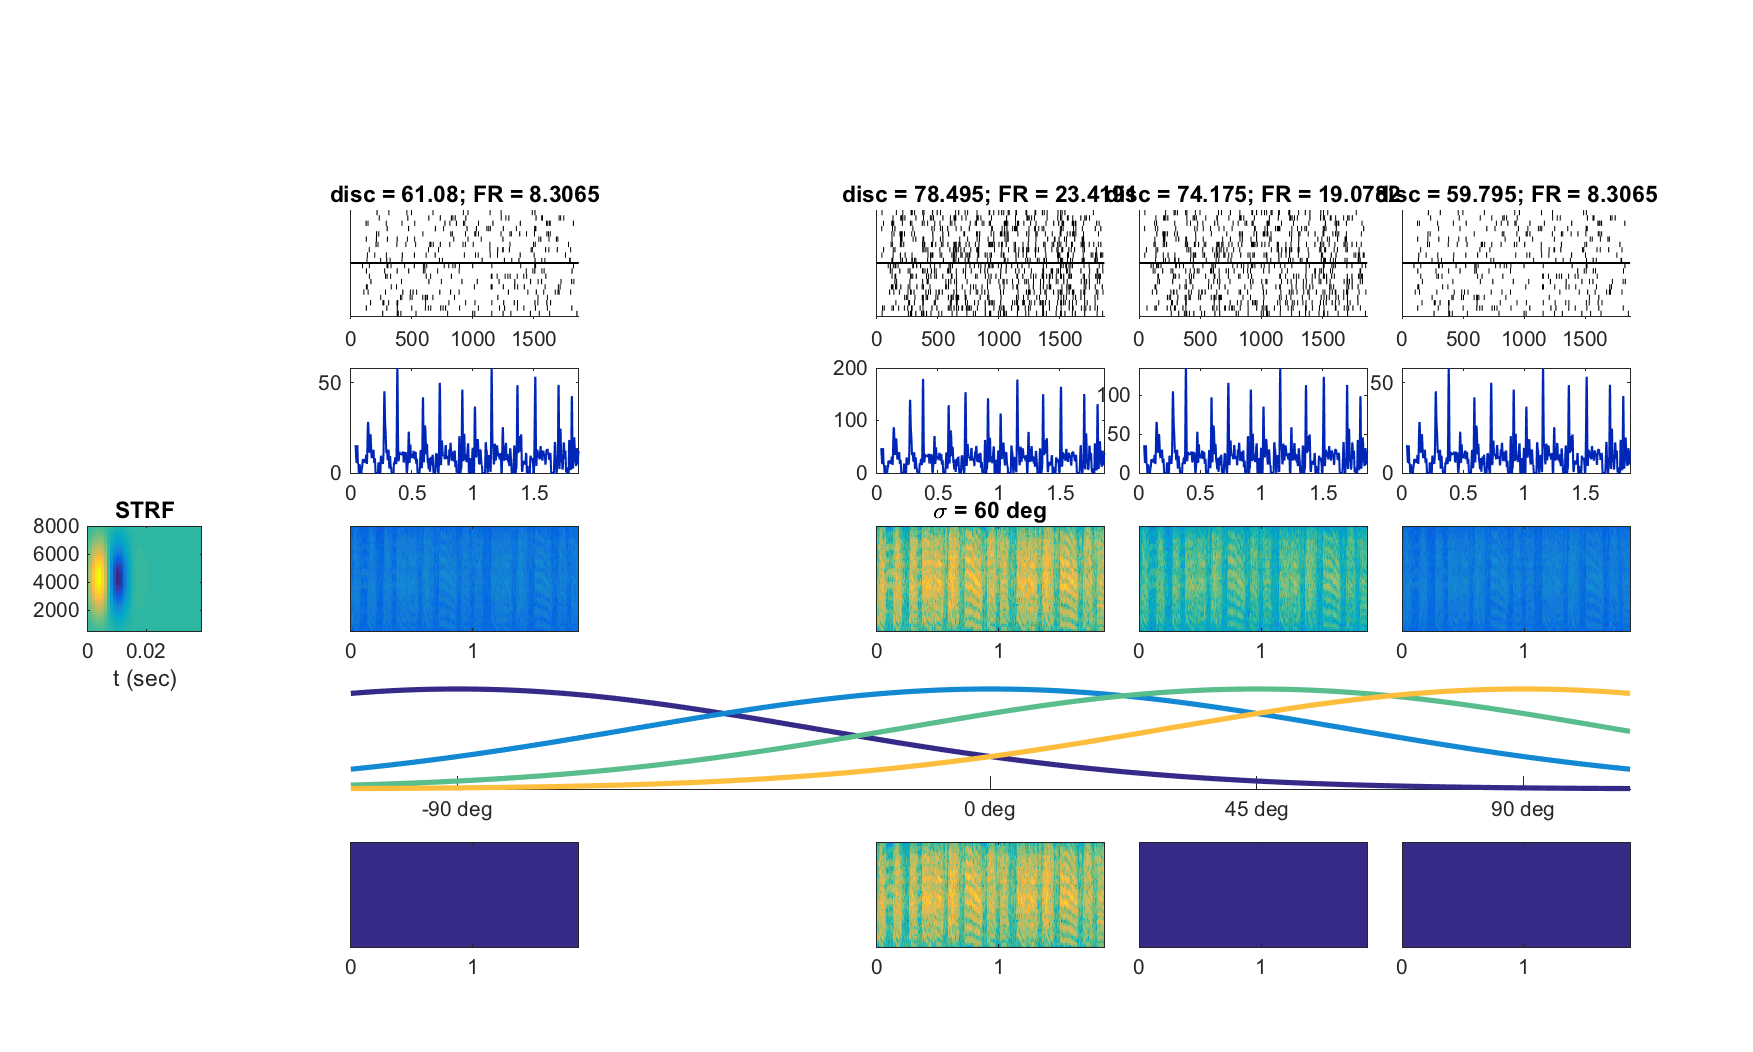 disc = 61.08; FR = 8.3065
disc = 78.495; FR = 23.4191
disc = 74.175; FR = 19.0782
disc = 59.795; FR = 8.3065
0 500 1000 1500
0 500 1000 1500
0 500 1000 1500
0 500 1000 1500
50
0
0 0.5 1 1.5
200
100
0
0 0.5 1 1.5
100
50
0
0 0.5 1 1.5
50
0
0 0.5 1 1.5
STRF
8000
6000
4000
2000
0 0.02
t (sec)
σ = 60 deg
0 1
0 1
0 1
0 1
-90 deg 0 deg 45 deg 90 deg
0 1
0 1
0 1
0 1